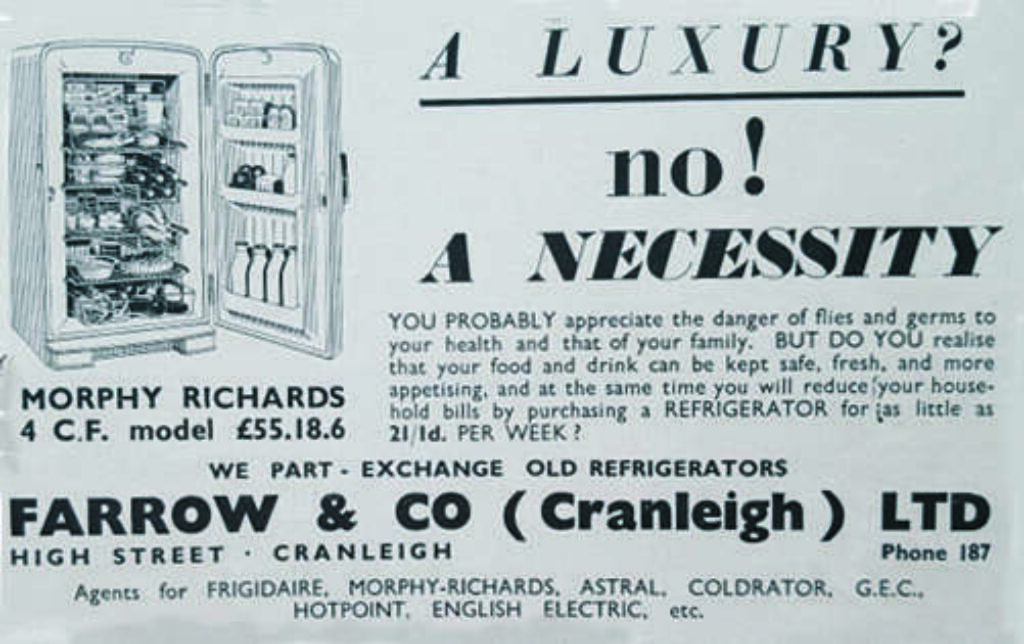 A LUXURY?
no!
A NECESSITY
YOU PROBABLY appreciate the danger of flies and germs to
your health and that of your family. BUT DO YOU realise
that your food and drink can be kept safe, fresh, and more
appetising, and at the same time you will reduce your house-
hold bills by purchasing a REFRIGERATOR for as little as
21/1d. PER WEEK?
MORPHY RICHARDS
4 C.F. model £55.18.6
WE PART - EXCHANGE OLD REFRIGERATORS
FARROW & CO (Cranleigh) LTD
HIGH STREET · CRANLEIGH
Phone 187
Agents for FRIGIDAIRE, MORPHY-RICHARDS, ASTRAL, COLDRATOR, G.E.C.,
HOTPOINT, ENGLISH ELECTRIC, etc.